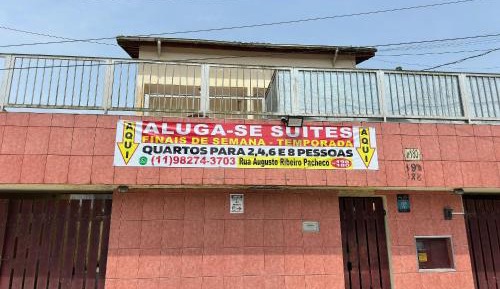 ALUGA-SE SUITES
FINAIS DE SEMANA - TEMPORADA
QUARTOS PARA 2,4,6 E 8 PESSOAS
(11)98274-3703 Rua Augusto Ribeiro Pacheco
AQUI
AQUI